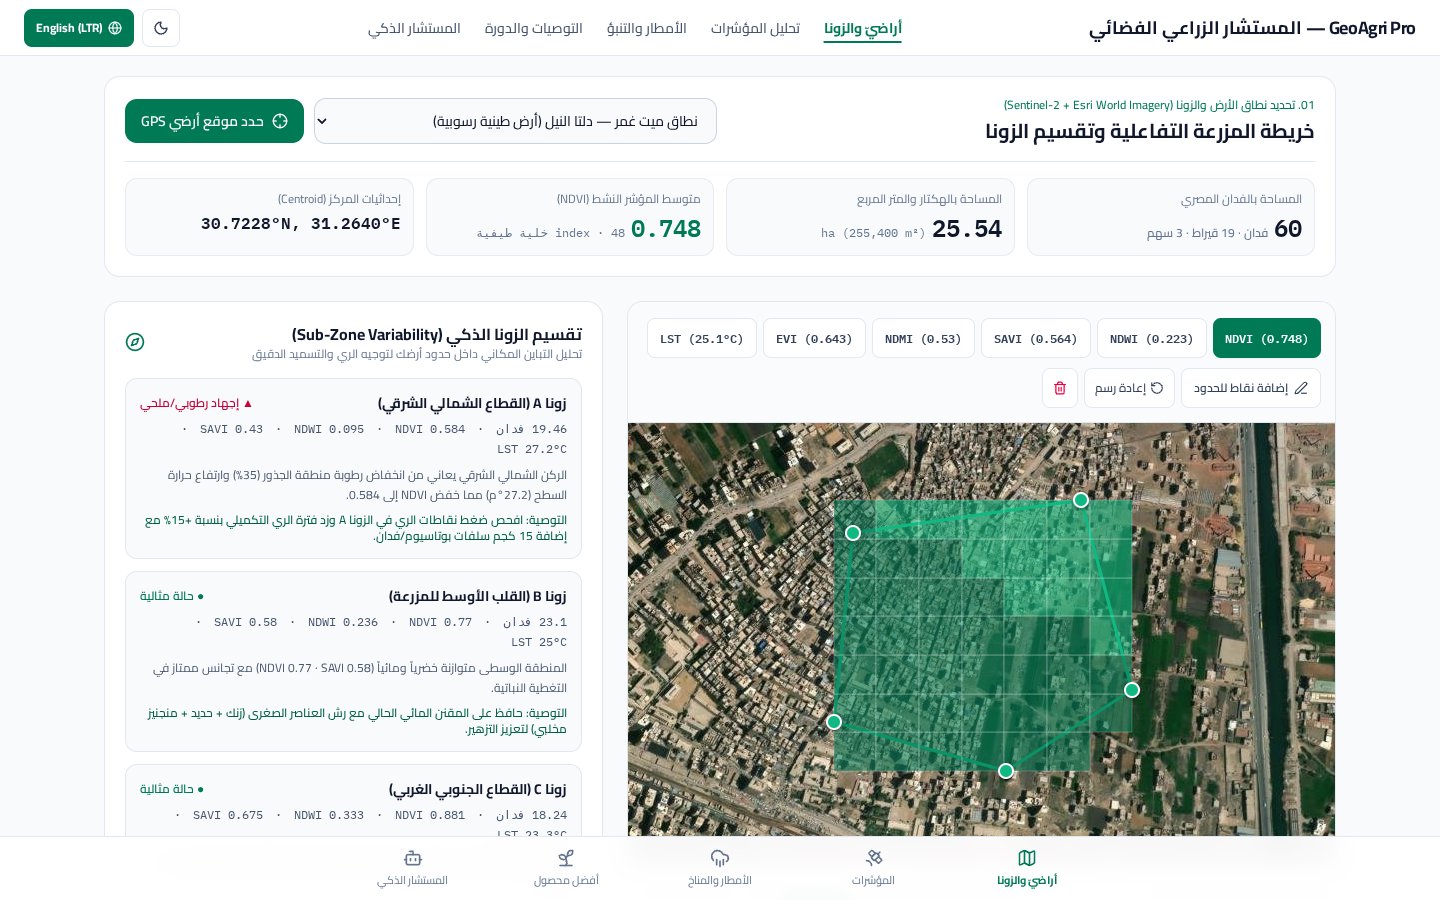 GeoAgri Pro — المستشار الزراعي الفضائي
أراضيّ والزونا
تحليل المؤشرات
الأمطار والتنبؤ
التوصيات والدورة
المستشار الذكي
English (LTR)
01. تحديد نطاق الأرض والزونا (Sentinel-2 + Esri World Imagery)
خريطة المزرعة التفاعلية وتقسيم الزونا
نطاق ميت غمر — دلتا النيل (أرض طينية رسوبية)
حدد موقع أرضي GPS
المساحة بالفدان المصري
60 فدان · 19 قيراط · 3 سهم
المساحة بالهكتار والمتر المربع
25.54 ha (255,400 m²)
متوسط المؤشر النشط (NDVI)
0.748 index · 48 خلية طيفية
إحداثيات المركز (Centroid)
30.7228°N, 31.2640°E
NDVI (0.748)
NDWI (0.223)
SAVI (0.564)
NDMI (0.53)
EVI (0.643)
LST (25.1°C)
إضافة نقاط للحدود
إعادة رسم
تقسيم الزونا الذكي (Sub-Zone Variability)
تحليل التباين المكاني داخل حدود أرضك لتوجيه الري والتسميد الدقيق
زونا A (القطاع الشمالي الشرقي)
▲ إجهاد رطوبي/ملحي
19.46 فدان · NDVI 0.584 · NDWI 0.095 · SAVI 0.43 ·
LST 27.2°C
الركن الشمالي الشرقي يعاني من انخفاض رطوبة منطقة الجذور (35%) وارتفاع حرارة
السطح (27.2°م) مما خفض NDVI إلى 0.584.
التوصية: افحص ضغط نقاطات الري في الزونا A وزد فترة الري التكميلي بنسبة +15% مع
إضافة 15 كجم سلفات بوتاسيوم/فدان.
زونا B (القلب الأوسط للمزرعة)
● حالة مثالية
23.1 فدان · NDVI 0.77 · NDWI 0.236 · SAVI 0.58 ·
LST 25°C
المنطقة الوسطى متوازنة خضرياً ومائياً (NDVI 0.77 · SAVI 0.58) مع تجانس ممتاز في
التغطية النباتية.
التوصية: حافظ على المقنن المائي الحالي مع رش العناصر الصغرى (زنك + حديد + منجنيز
مخلبي) لتعزيز التزهير.
زونا C (القطاع الجنوبي الغربي)
● حالة مثالية
18.24 فدان · NDVI 0.881 · NDWI 0.333 · SAVI 0.675 ·
LST 23.3°C
أراضيّ والزونا
المؤشرات
الأمطار والمناخ
أفضل محصول
المستشار الذكي